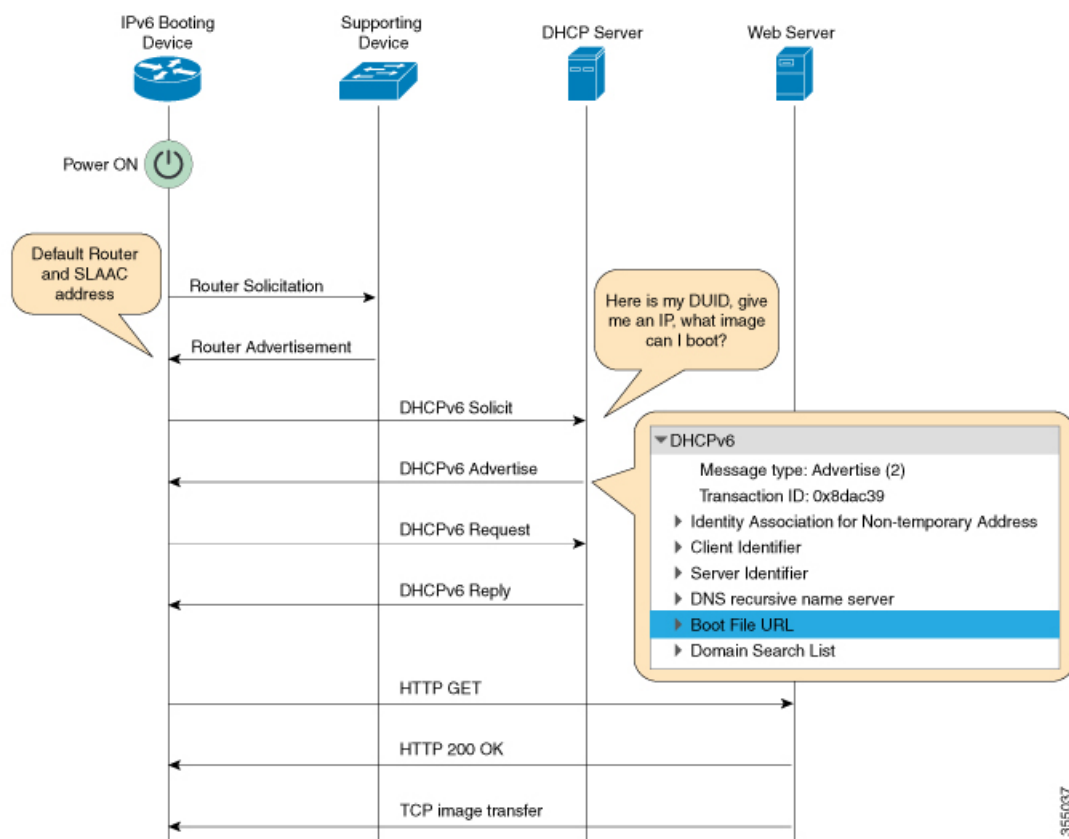 IPv6 Booting
Device
Supporting
Device
DHCP Server
Web Server
Power ON
Default Router
and SLAAC
address
Router Solicitation
Here is my DUID, give
me an IP, what image
can I boot?
Router Advertisement
DHCPv6 Solicit
DHCPv6 Advertise
DHCPv6
Message type: Advertise (2)
Transaction ID: 0x8dac39
Identity Association for Non-temporary Address
Client Identifier
Server Identifier
DNS recursive name server
Boot File URL
Domain Search List
DHCPv6 Request
DHCPv6 Reply
HTTP GET
HTTP 200 OK
TCP image transfer
355037